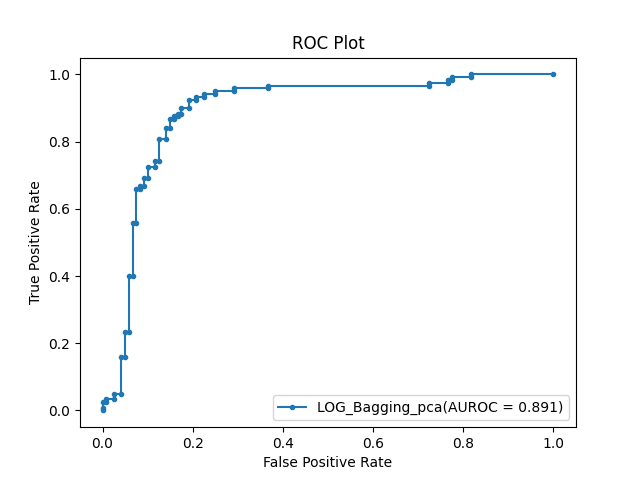 ROC Plot
1.0
0.8
0.6
0.4
0.2
0.0
True Positive Rate
LOG_Bagging_pca(AUROC = 0.891)
0.0 0.2 0.4 0.6 0.8 1.0
False Positive Rate